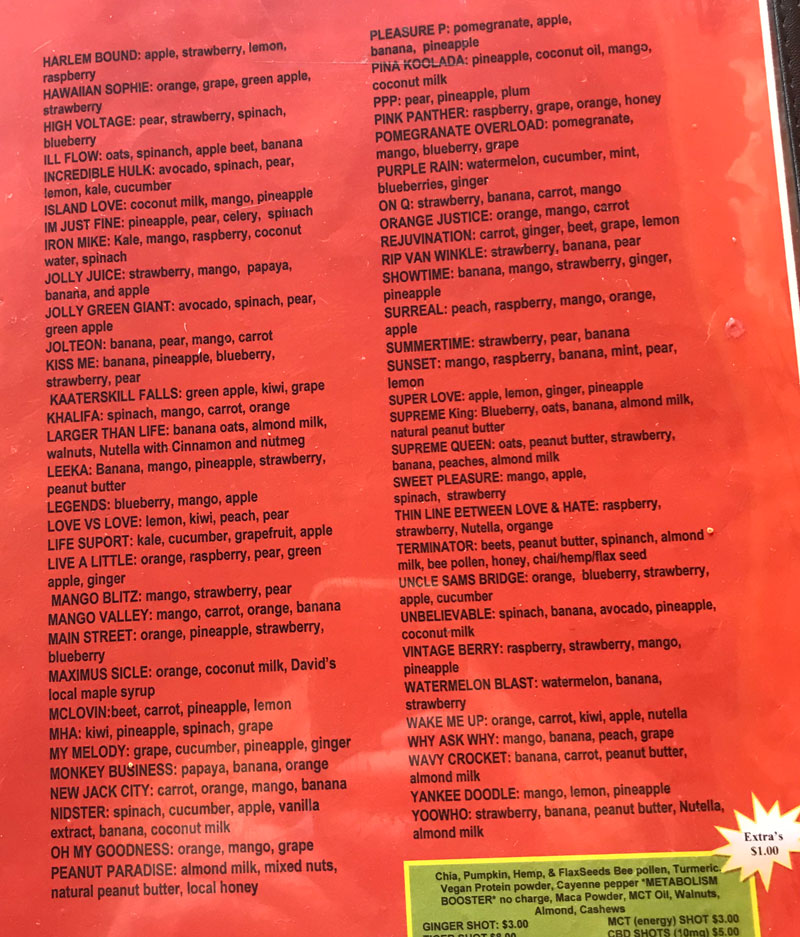 HARLEM BOUND: apple, strawberry, lemon,
raspberry
HAWAIIAN SOPHIE: orange, grape, green apple,
strawberry
HIGH VOLTAGE: pear, strawberry, spinach,
blueberry
ILL FLOW: oats, spinanch, apple beet, banana
INCREDIBLE HULK: avocado, spinach, pear,
lemon, kale, cucumber
ISLAND LOVE: coconut milk, mango, pineapple
IM JUST FINE: pineapple, pear, celery, spinach
IRON MIKE: Kale, mango, raspberry, coconut
water, spinach
JOLLY JUICE: strawberry, mango, papaya,
banana, and apple
JOLLY GREEN GIANT: avocado, spinach, pear,
green apple
JOLTEON: banana, pear, mango, carrot
KISS ME: banana, pineapple, blueberry,
strawberry, pear
KAATERSKILL FALLS: green apple, kiwi, grape
KHALIFA: spinach, mango, carrot, orange
LARGER THAN LIFE: banana oats, almond milk,
walnuts, Nutella with Cinnamon and nutmeg
LEEKA: Banana, mango, pineapple, strawberry,
peanut butter
LEGENDS: blueberry, mango, apple
LOVE VS LOVE: lemon, kiwi, peach, pear
LIFE SUPORT: kale, cucumber, grapefruit, apple
LIVE A LITTLE: orange, raspberry, pear, green
apple, ginger
MANGO BLITZ: mango, strawberry, pear
MANGO VALLEY: mango, carrot, orange, banana
MAIN STREET: orange, pineapple, strawberry,
blueberry
MAXIMUS SICLE: orange, coconut milk, David's
local maple syrup
MCLOVIN:beet, carrot, pineapple, lemon
MHA: kiwi, pineapple, spinach, grape
MY MELODY: grape, cucumber, pineapple, ginger
MONKEY BUSINESS: papaya, banana, orange
NEW JACK CITY: carrot, orange, mango, banana
NIDSTER: spinach, cucumber, apple, vanilla
extract, banana, coconut milk
OH MY GOODNESS: orange, mango, grape
PEANUT PARADISE: almond milk, mixed nuts,
natural peanut butter, local honey
PLEASURE P: pomegranate, apple,
banana, pineapple
PINA KOOLADA: pineapple, coconut oil, mango,
coconut milk
PPP: pear, pineapple, plum
PINK PANTHER: raspberry, grape, orange, honey
POMEGRANATE OVERLOAD: pomegranate,
mango, blueberry, grape
PURPLE RAIN: watermelon, cucumber, mint,
blueberries, ginger
ON Q: strawberry, banana, carrot, mango
ORANGE JUSTICE: orange, mango, carrot
REJUVINATION: carrot, ginger, beet, grape, lemon
RIP VAN WINKLE: strawberry, banana, pear
SHOWTIME: banana, mango, strawberry, ginger,
pineapple
SURREAL: peach, raspberry, mango, orange,
apple
SUMMERTIME: strawberry, pear, banana
SUNSET: mango, raspberry, banana, mint, pear,
lemon
SUPER LOVE: apple, lemon, ginger, pineapple
SUPREME King: Blueberry, oats, banana, almond milk,
natural peanut butter
SUPREME QUEEN: oats, peanut butter, strawberry,
banana, peaches, almond milk
SWEET PLEASURE: mango, apple,
spinach, strawberry
THIN LINE BETWEEN LOVE & HATE: raspberry,
strawberry, Nutella, organge
TERMINATOR: beets, peanut butter, spinanch, almond
milk, bee pollen, honey, chai/hemp/flax seed
UNCLE SAMS BRIDGE: orange, blueberry, strawberry,
apple, cucumber
UNBELIEVABLE: spinach, banana, avocado, pineapple,
coconut milk
VINTAGE BERRY: raspberry, strawberry, mango,
pineapple
WATERMELON BLAST: watermelon, banana,
strawberry
WAKE ME UP: orange, carrot, kiwi, apple, nutella
WHY ASK WHY: mango, banana, peach, grape
WAVY CROCKET: banana, carrot, peanut butter,
almond milk
YANKEE DOODLE: mango, lemon, pineapple
YOOWHO: strawberry, banana, peanut butter, Nutella,
almond milk
Extra's
$1.00
Chia, Pumpkin, Hemp, & FlaxSeeds Bee pollen, Turmeric,
Vegan Protein powder, Cayenne pepper *METABOLISM
BOOSTER* no charge, Maca Powder, MCT Oil, Walnuts,
Almond, Cashews
GINGER SHOT: $3.00
MCT (energy) SHOT $3.00
TIGER SHOT $8.00
CBD SHOTS (10mg) $5.00